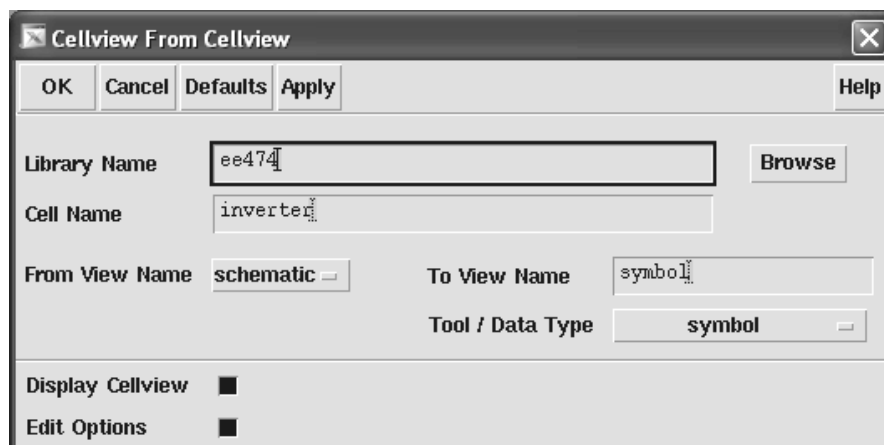 Cellview From Cellview
OK Cancel Defaults Apply Help
Library Name ee474 Browse
Cell Name inverter
From View Name schematic To View Name symbol
Tool / Data Type symbol
Display Cellview
Edit Options